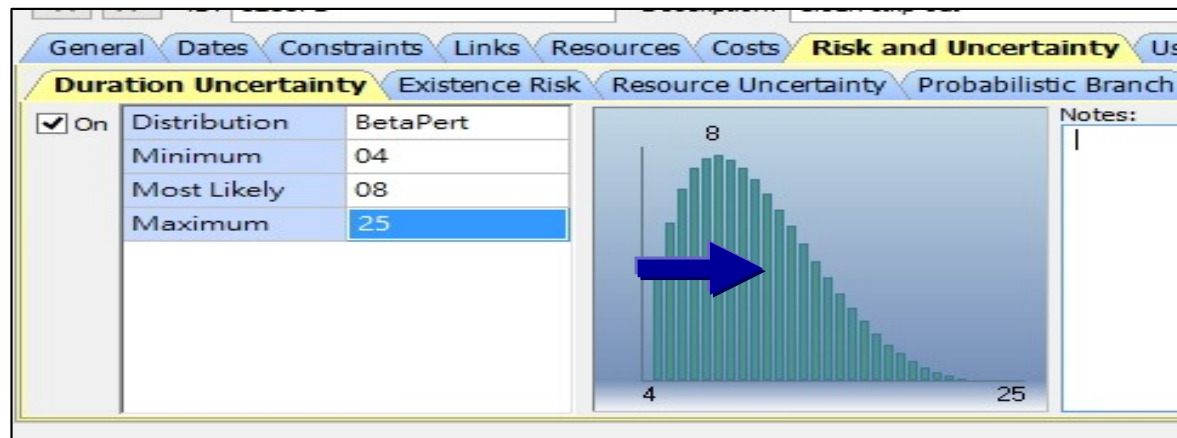 General Dates Constraints Links Resources Costs Risk and Uncertainty
Duration Uncertainty Existence Risk Resource Uncertainty Probabilistic Branch
On Distribution BetaPert
Minimum 04
Most Likely 08
Maximum 25
8
4 25
Notes: